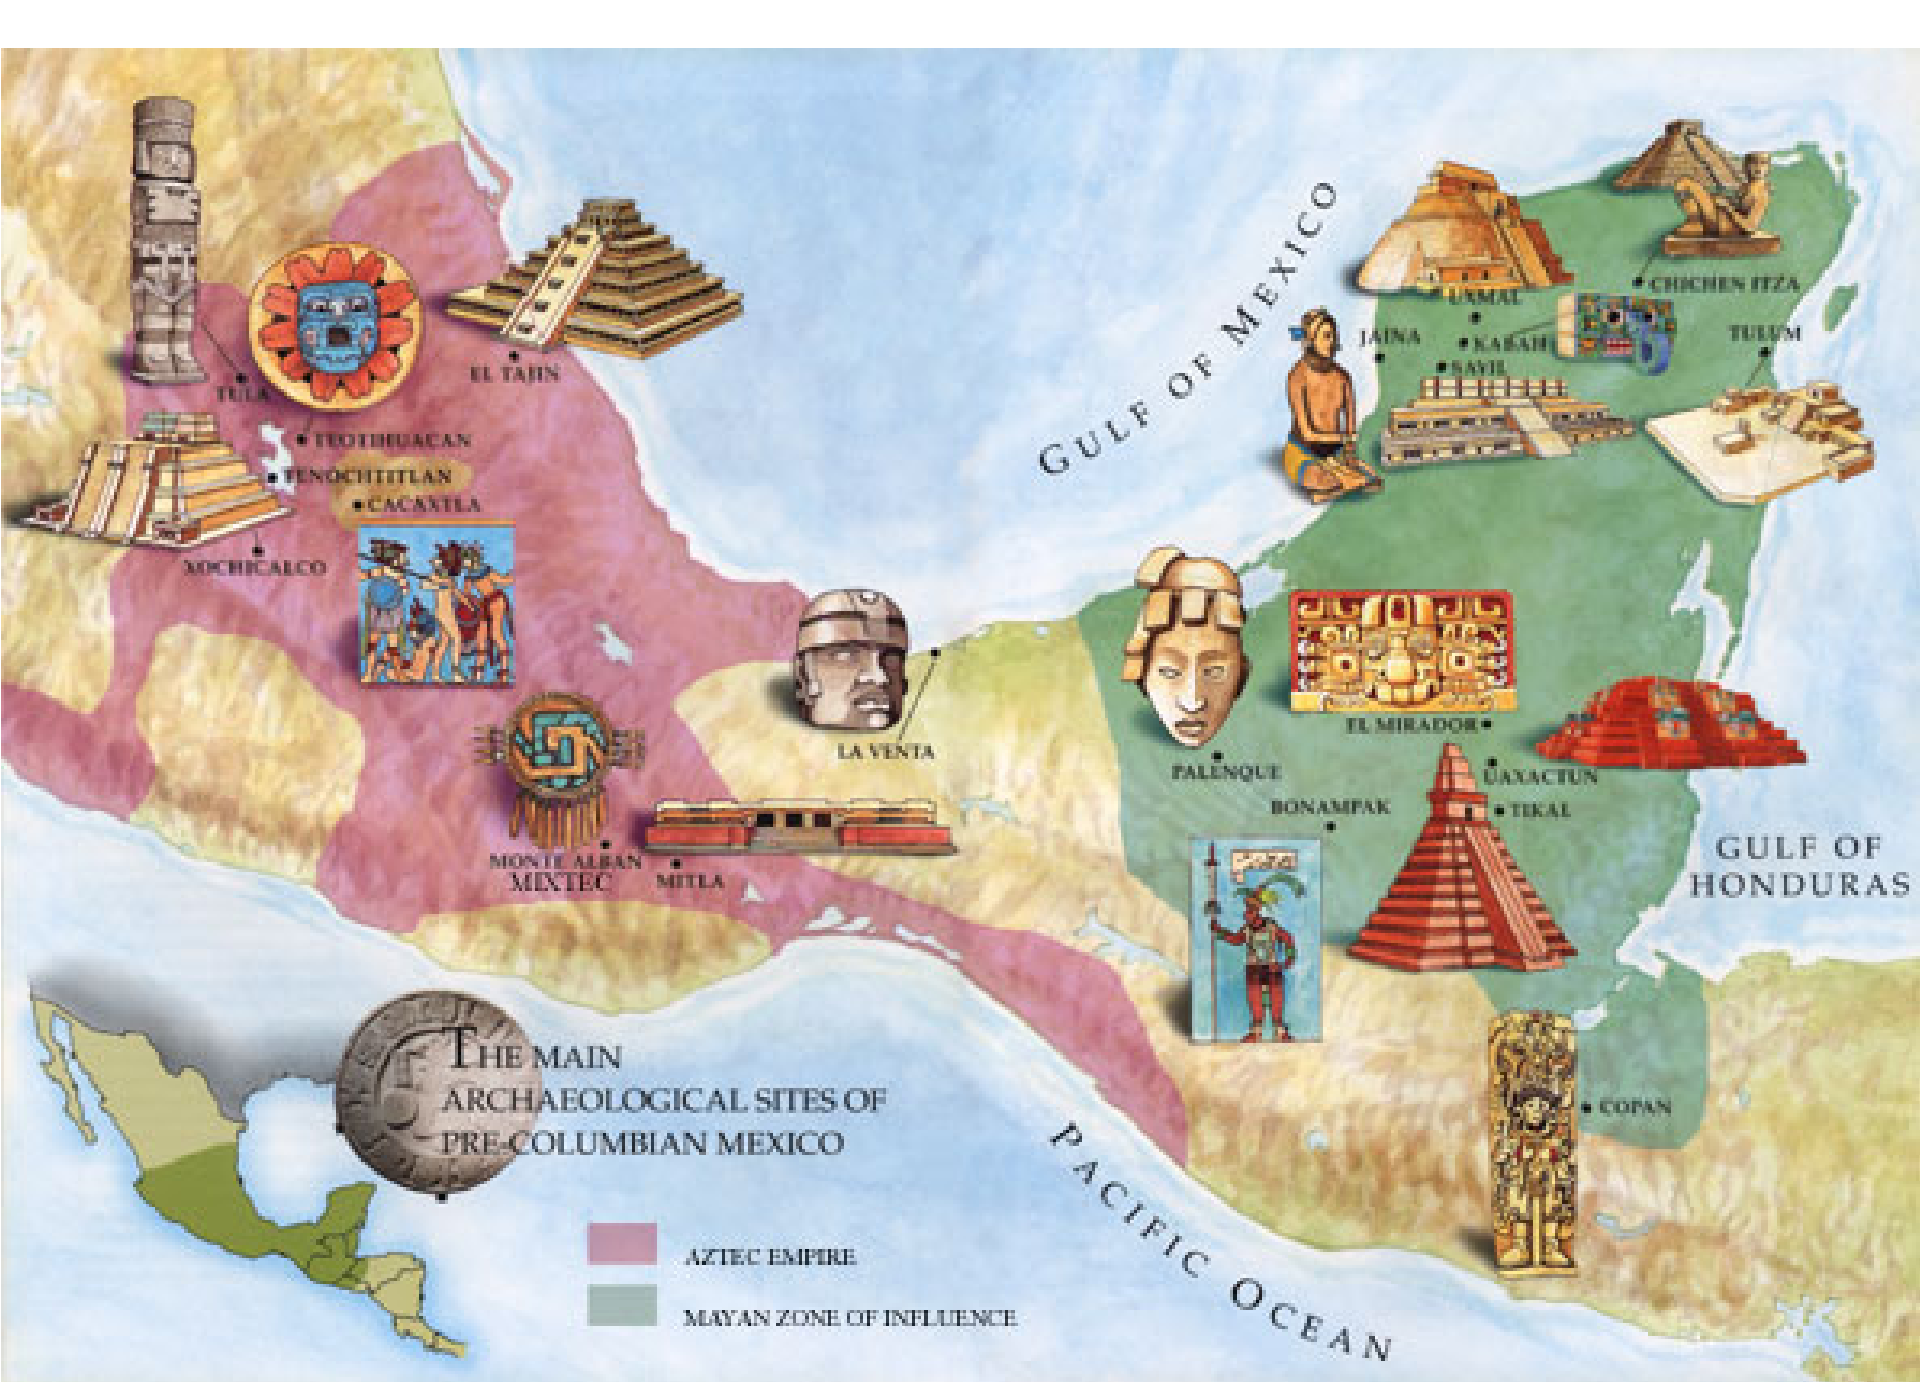 GULF OF MEXICO
UXMAL
CHICHEN ITZA
JAINA
KABAH
TULUM
SAYIL
EL TAJIN
TULA
TEOTIHUACAN
TENOCHTITLAN
CACAXTLA
XOCHICALCO
LA VENTA
EL MIRADOR
PALENQUE
UAXACTUN
BONAMPAK
TIKAL
MONTE ALBAN
MIXTEC
MITLA
GULF OF
HONDURAS
COPAN
THE MAIN
ARCHAEOLOGICAL SITES OF
PRE-COLUMBIAN MEXICO
PACIFIC OCEAN
AZTEC EMPIRE
MAYAN ZONE OF INFLUENCE